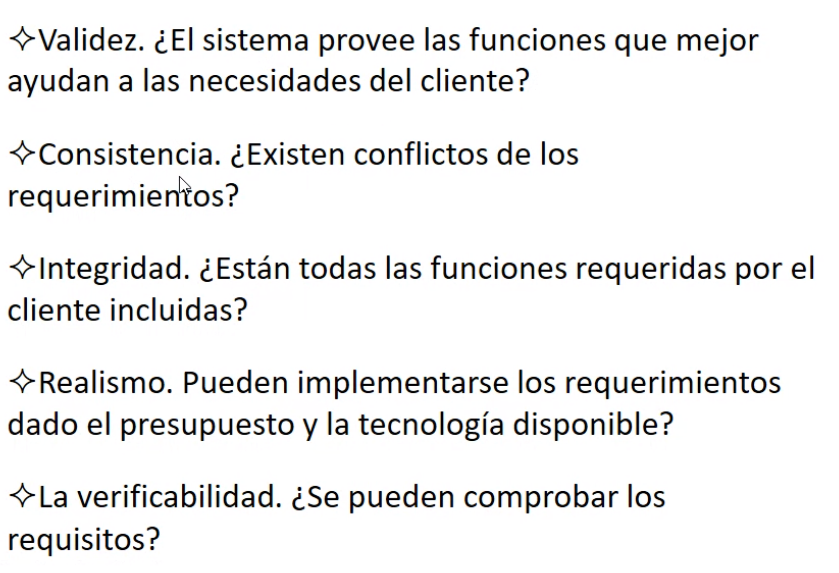 ✧Validez. ¿El sistema provee las funciones que mejor
ayudan a las necesidades del cliente?
✧Consistencia. ¿Existen conflictos de los
requerimientos?
✧Integridad. ¿Están todas las funciones requeridas por el
cliente incluidas?
✧Realismo. Pueden implementarse los requerimientos
dado el presupuesto y la tecnología disponible?
✧La verificabilidad. ¿Se pueden comprobar los
requisitos?